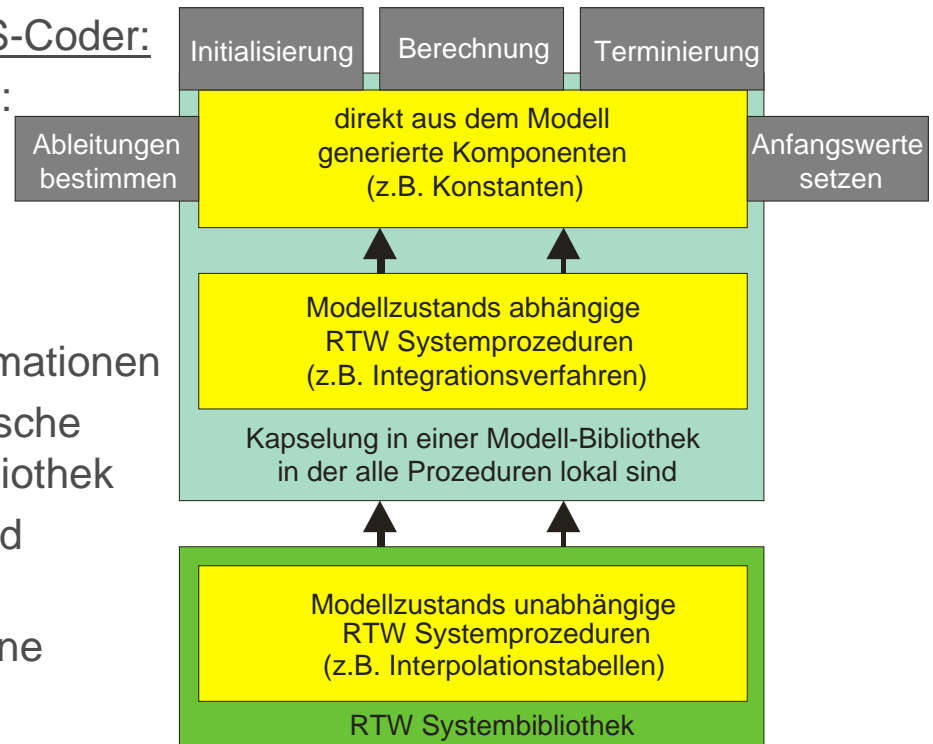 S-Coder:
:
mationen
sche
iothek
d
ne
Initialisierung
Berechnung
Terminierung
Ableitungen
bestimmen
direkt aus dem Modell
generierte Komponenten
(z.B. Konstanten)
Anfangswerte
setzen
Modellzustands abhängige
RTW Systemprozeduren
(z.B. Integrationsverfahren)
Kapselung in einer Modell-Bibliothek
in der alle Prozeduren lokal sind
Modellzustands unabhängige
RTW Systemprozeduren
(z.B. Interpolationstabellen)
RTW Systembibliothek